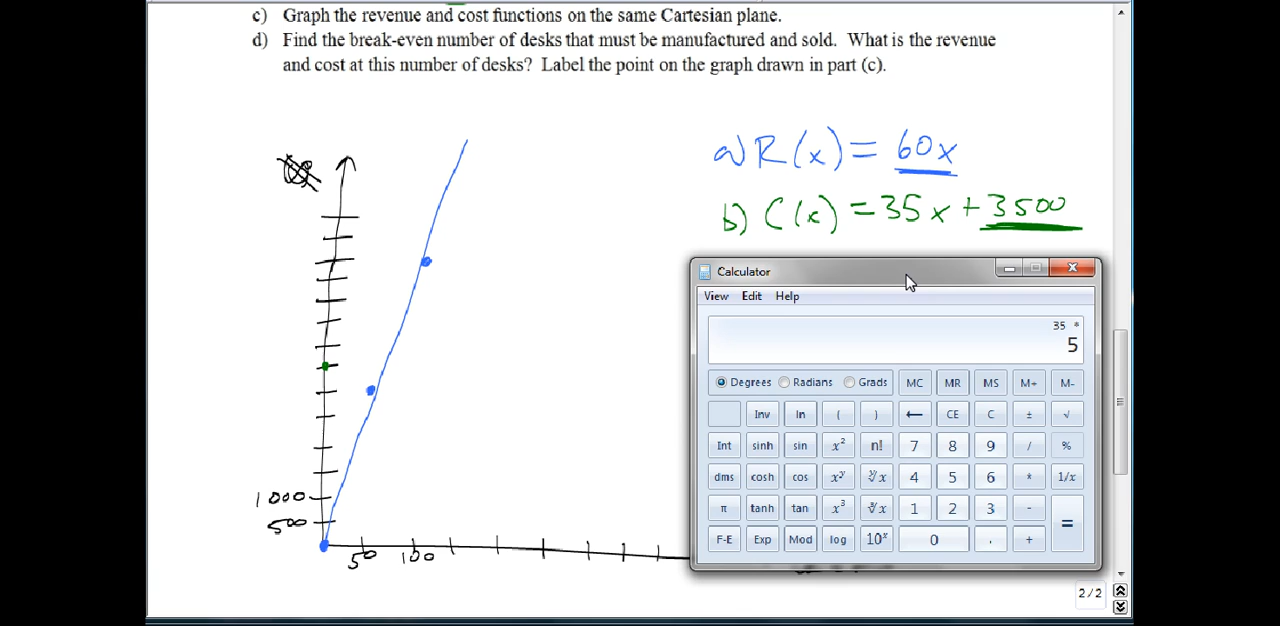 c) Graph the revenue and cost functions on the same Cartesian plane.
d) Find the break-even number of desks that must be manufactured and sold. What is the revenue
and cost at this number of desks? Label the point on the graph drawn in part (c).
a) R(x) = 60x
b) C(x) = 35x + 3500
1000
500
50 100
Calculator
View Edit Help
35 *
5
Degrees Radians Grads MC MR MS M+ M-
Inv ln ( ) ← CE C ± √
Int sinh sin x² n! 7 8 9 / %
dms cosh cos xʸ ʸ√x 4 5 6 * 1/x
π tanh tan x³ ³√x 1 2 3 - =
F-E Exp Mod log 10ˣ 0 . +
2 / 2